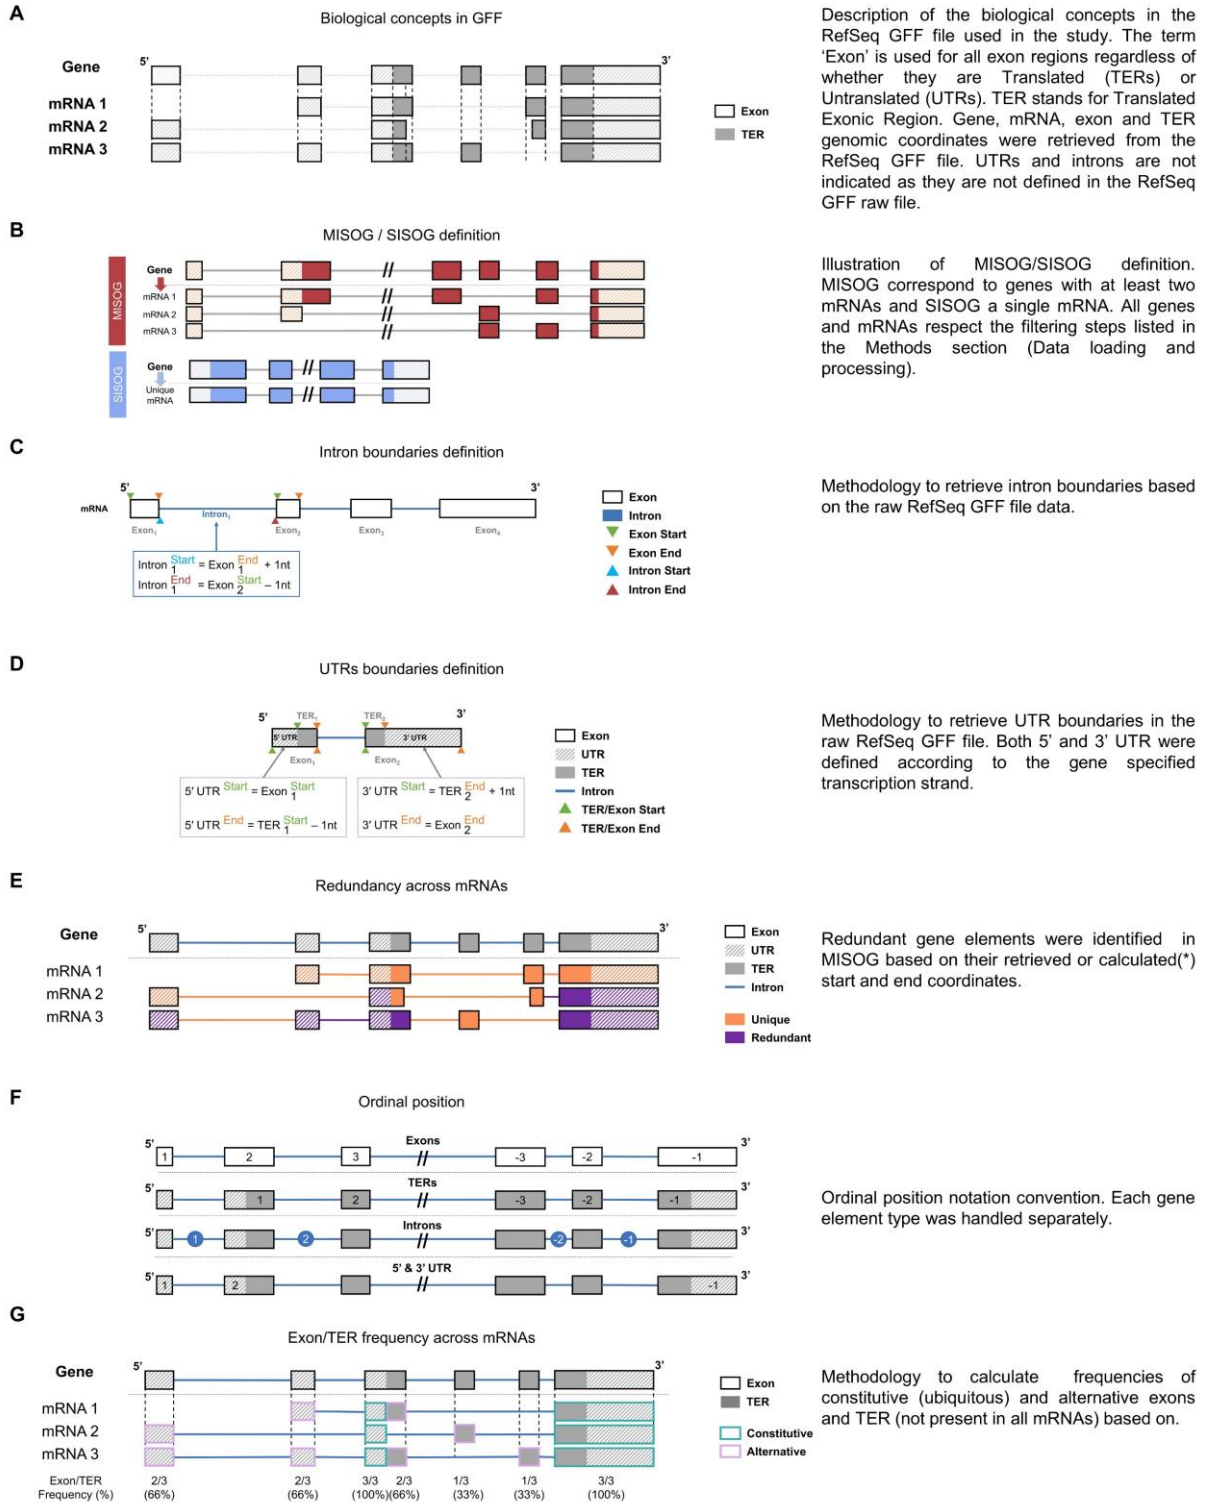 A
Biological concepts in GFF
5’
3’
Gene
mRNA 1
mRNA 2
mRNA 3
Exon
TER
Description of the biological concepts in the
RefSeq GFF file used in the study. The term
‘Exon’ is used for all exon regions regardless of
whether they are Translated (TERs) or
Untranslated (UTRs). TER stands for Translated
Exonic Region. Gene, mRNA, exon and TER
genomic coordinates were retrieved from the
RefSeq GFF file. UTRs and introns are not
indicated as they are not defined in the RefSeq
GFF raw file.
B
MISOG / SISOG definition
MISOG
Gene
mRNA 1
mRNA 2
mRNA 3
//
SISOG
Gene
Unique
mRNA
//
Illustration of MISOG/SISOG definition.
MISOG correspond to genes with at least two
mRNAs and SISOG a single mRNA. All genes
and mRNAs respect the filtering steps listed in
the Methods section (Data loading and
processing).
C
Intron boundaries definition
5’
3’
mRNA
Intron₁
Exon₁
Exon₂
Exon₃
Exon₄
Intron Start 1 = Exon End 1 + 1nt
Intron End 1 = Exon Start 2 – 1nt
Exon
Intron
Exon Start
Exon End
Intron Start
Intron End
Methodology to retrieve intron boundaries based
on the raw RefSeq GFF file data.
D
UTRs boundaries definition
5’
TER₁
TER₂
3’
5’ UTR
3’ UTR
Exon₁
Exon₂
5’ UTR Start = Exon Start 1
5’ UTR End = TER Start 1 – 1nt
3’ UTR Start = TER End 2 + 1nt
3’ UTR End = Exon End 2
Exon
UTR
TER
Intron
TER/Exon Start
TER/Exon End
Methodology to retrieve UTR boundaries in the
raw RefSeq GFF file. Both 5’ and 3’ UTR were
defined according to the gene specified
transcription strand.
E
Redundancy across mRNAs
5’
3’
Gene
mRNA 1
mRNA 2
mRNA 3
Exon
UTR
TER
Intron
Unique
Redundant
Redundant gene elements were identified in
MISOG based on their retrieved or calculated(*)
start and end coordinates.
F
Ordinal position
5’
Exons
3’
1 2 3 // -3 -2 -1
TERs
5’ 3’
1 2 // -3 -2 -1
Introns
5’ 3’
1 2 // -2 -1
5’ & 3’ UTR
5’ 3’
1 2 // -1
Ordinal position notation convention. Each gene
element type was handled separately.
G
Exon/TER frequency across mRNAs
5’
3’
Gene
mRNA 1
mRNA 2
mRNA 3
Exon
TER
Constitutive
Alternative
Exon/TER 2/3 2/3 3/3 2/3 1/3 1/3 3/3
Frequency (%) (66%) (66%) (100%)(66%) (33%) (33%) (100%)
Methodology to calculate frequencies of
constitutive (ubiquitous) and alternative exons
and TER (not present in all mRNAs) based on.